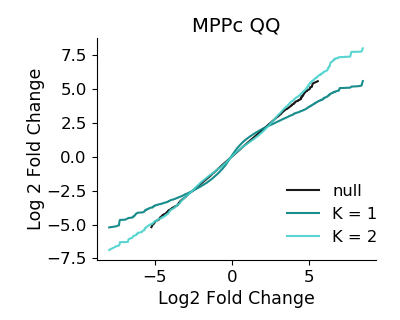 MPPc QQ
Log 2 Fold Change
7.5
5.0
2.5
0.0
−2.5
−5.0
−7.5
null
K = 1
K = 2
−5
0
5
Log2 Fold Change